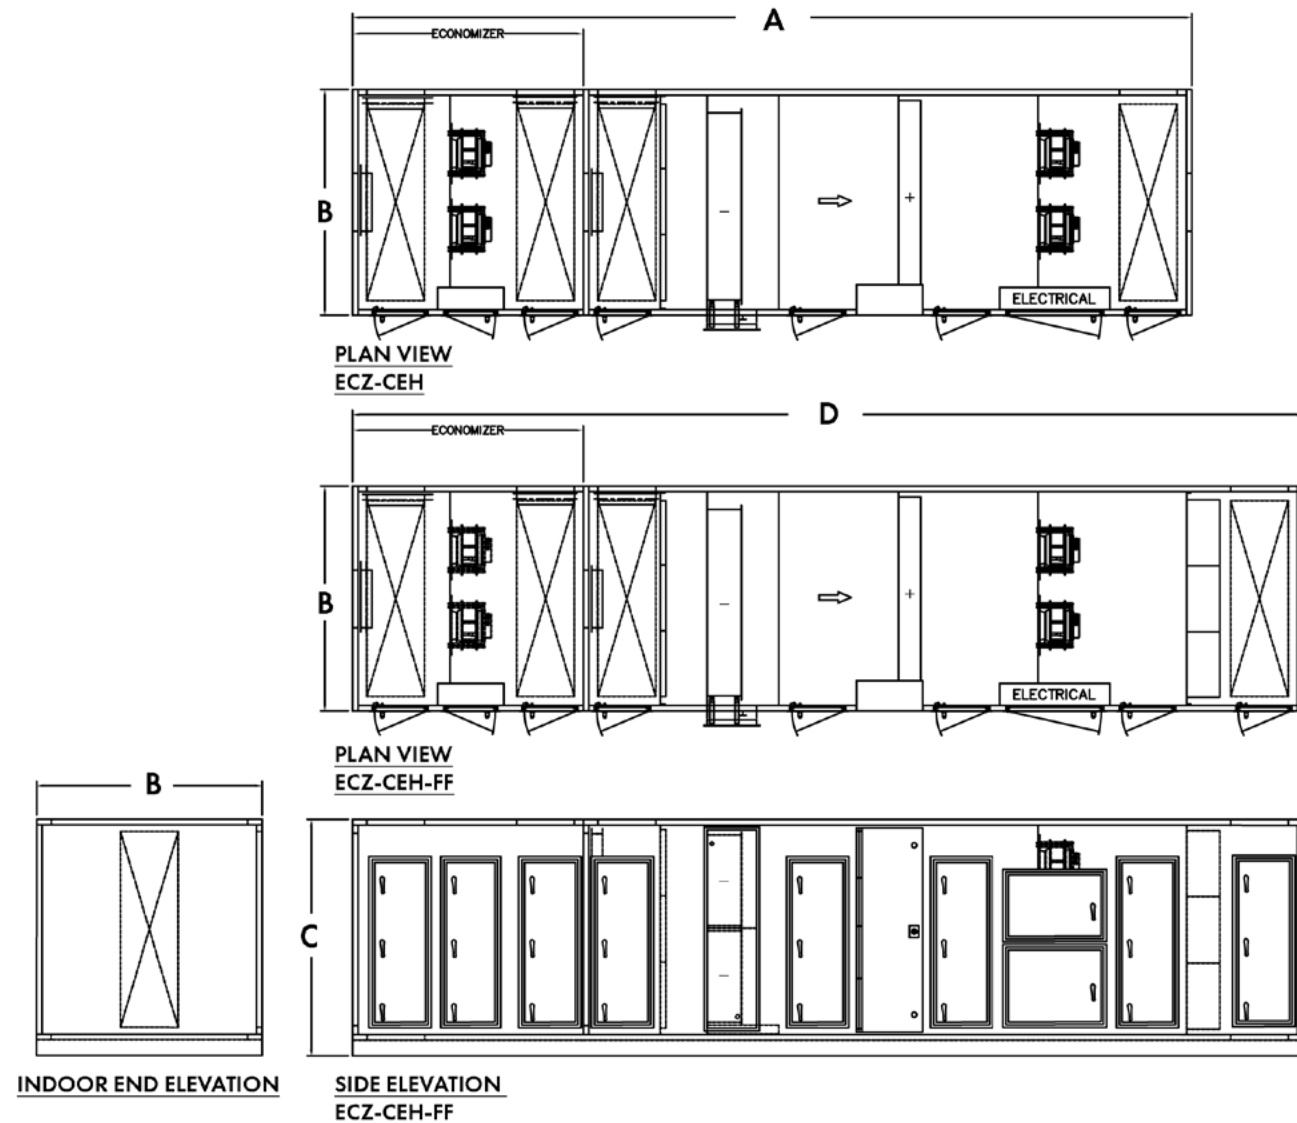 A
ECONOMIZER
B
ELECTRICAL
PLAN VIEW
ECZ-CEH
D
ECONOMIZER
B
ELECTRICAL
PLAN VIEW
ECZ-CEH-FF
B
C
INDOOR END ELEVATION
SIDE ELEVATION
ECZ-CEH-FF